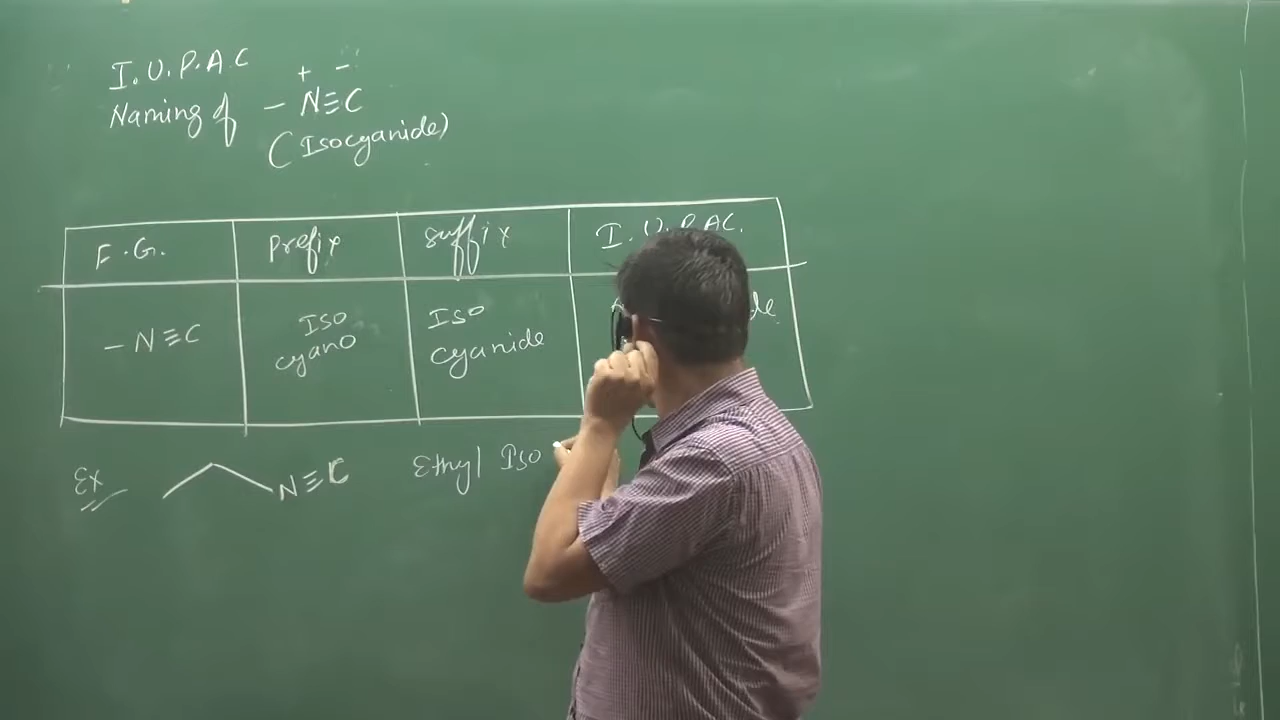 I.U.P.A.C
Naming of
+ -
- N≡C
(Isocyanide)
F.G.
Prefix
Suffix
- N≡C
Iso
cyano
Iso
cyanide
Ex
N≡C
Ethyl Iso